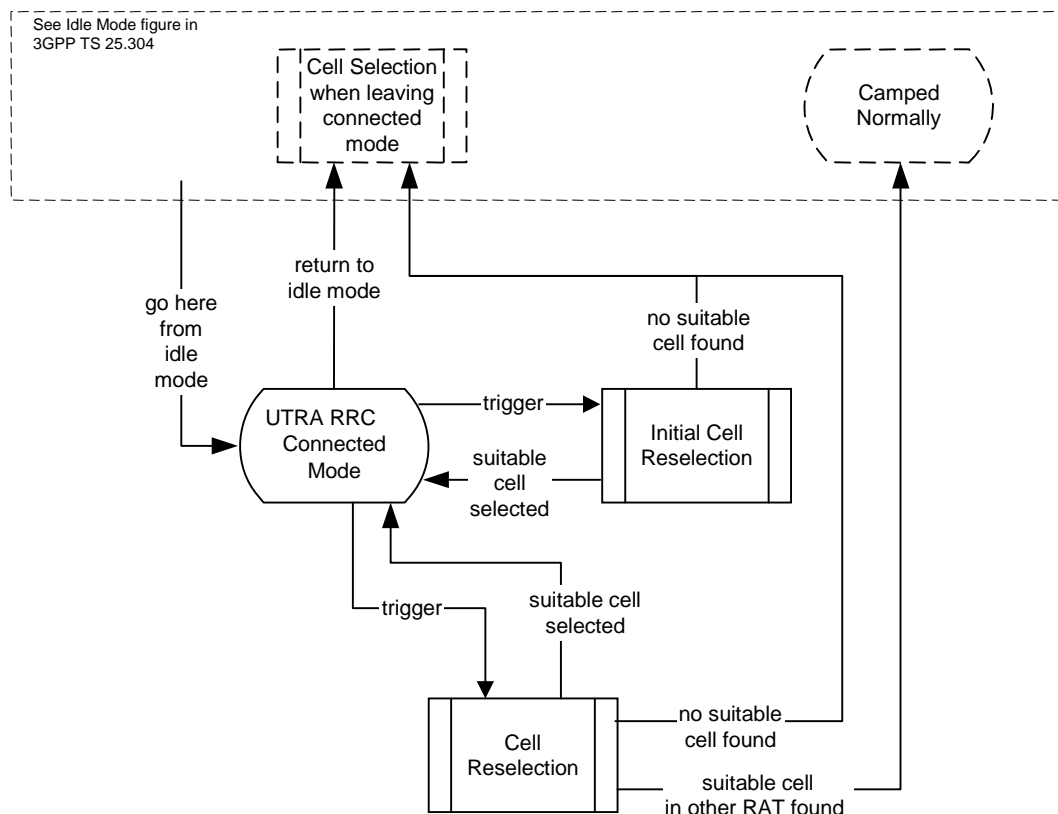 See Idle Mode figure in
3GPP TS 25.304
Cell Selection
when leaving
connected
mode
Camped
Normally
return to
idle mode
go here
from
idle
mode
no suitable
cell found
UTRA RRC
Connected
Mode
trigger
Initial Cell
Reselection
suitable
cell
selected
trigger
suitable cell
selected
Cell
Reselection
no suitable
cell found
suitable cell
in other RAT found